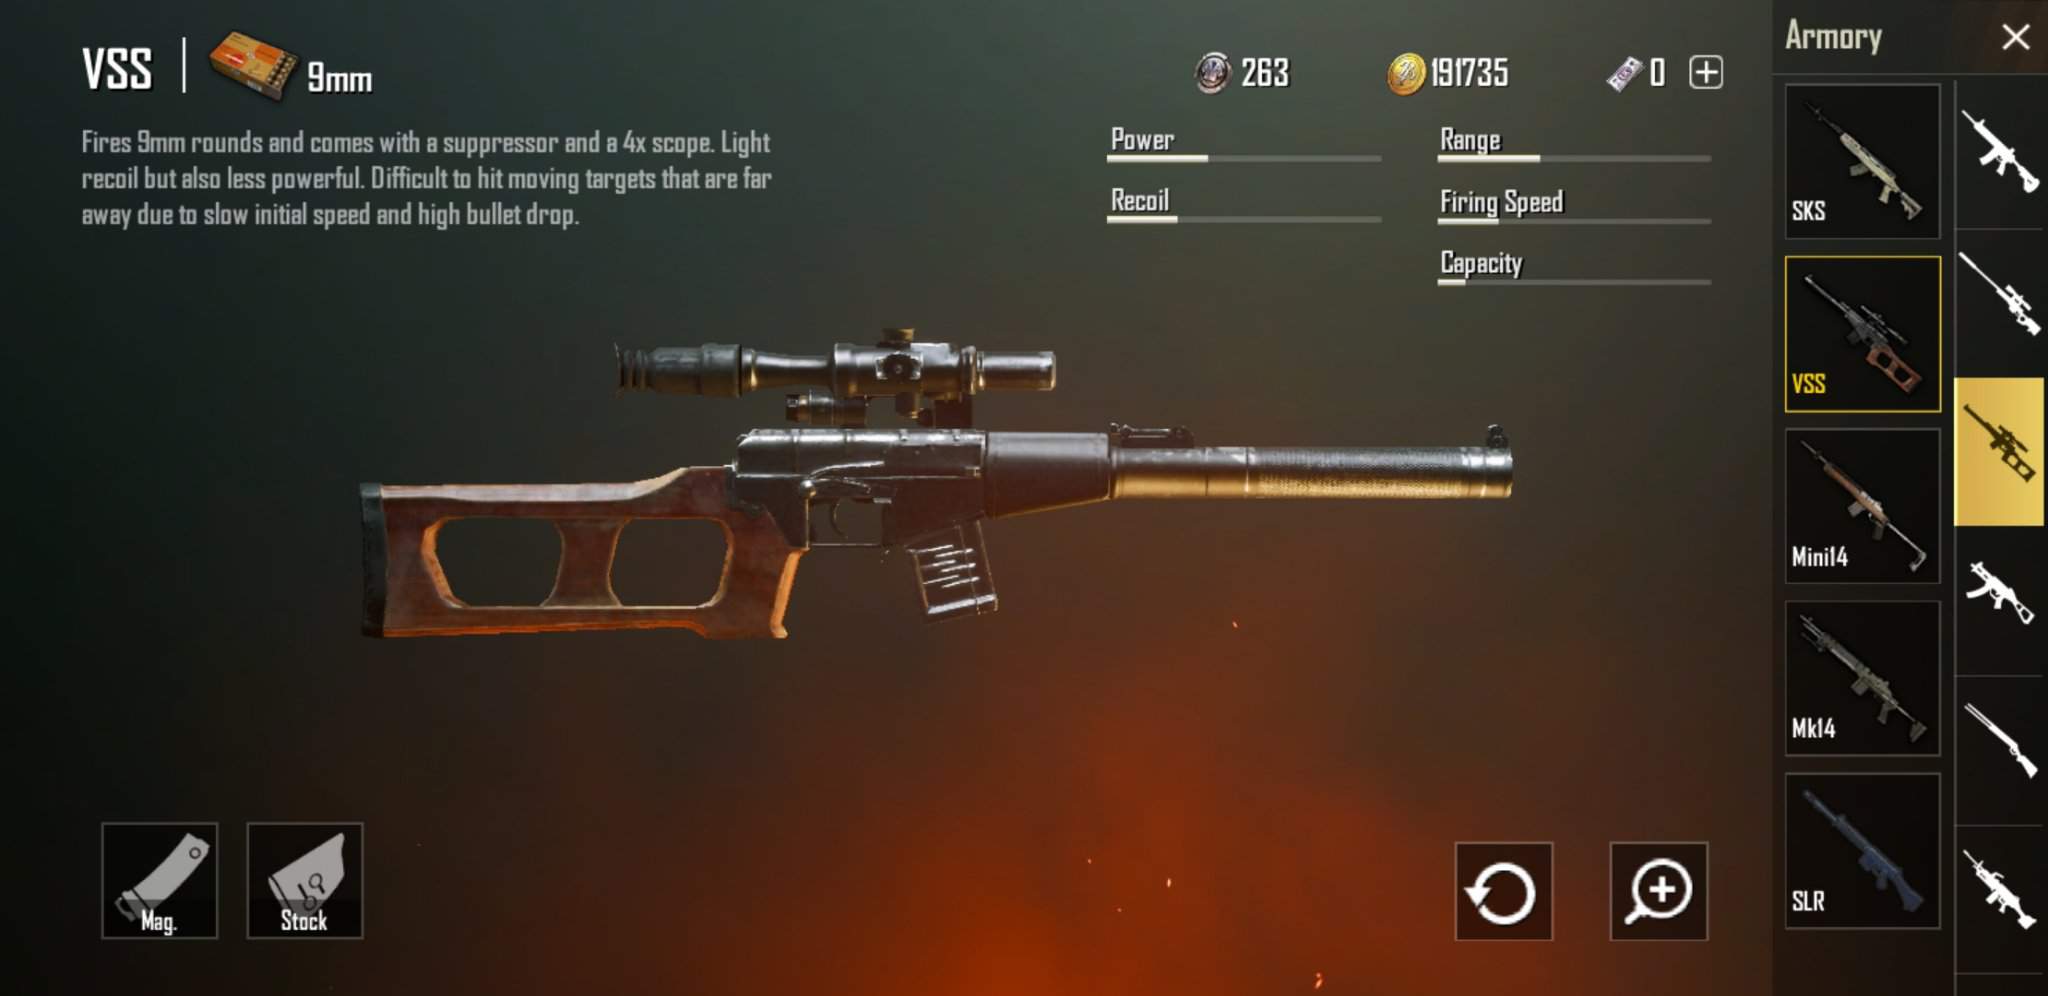 VSS
9mm
263
191735
0
Armory
Fires 9mm rounds and comes with a suppressor and a 4x scope. Light
recoil but also less powerful. Difficult to hit moving targets that are far
away due to slow initial speed and high bullet drop.
Power
Range
Recoil
Firing Speed
Capacity
SKS
VSS
Mini14
Mk14
SLR
Mag.
Stock